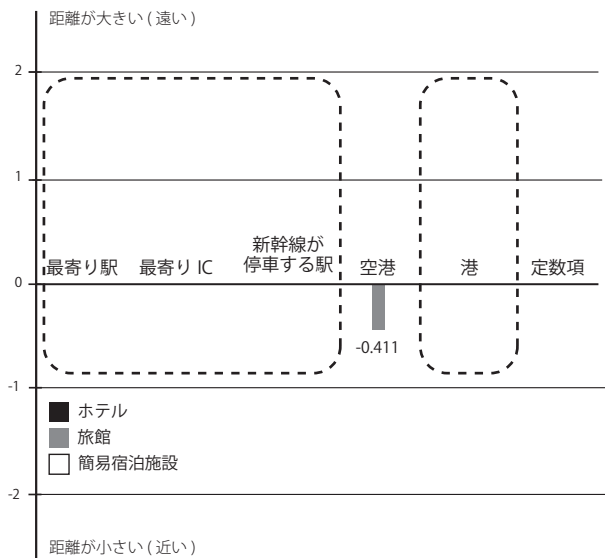 距離が大きい ( 遠い )
2
1
新幹線が
最寄り駅 最寄り IC 停車する駅 空港 港 定数項
0
-0.411
-1
ホテル
旅館
簡易宿泊施設
-2
距離が小さい ( 近い )